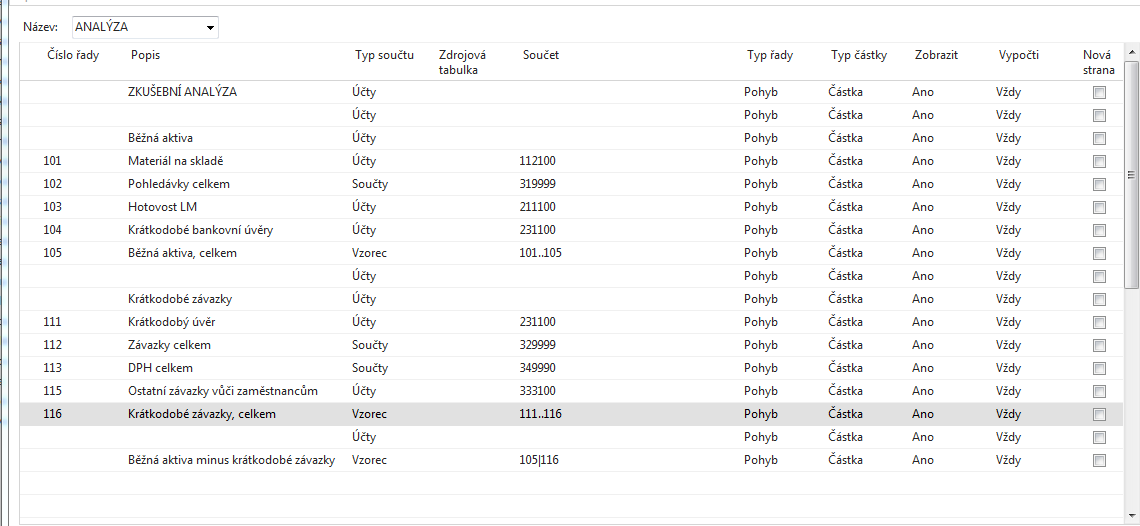 Název: ANALÝZA
Číslo řady Popis Typ součtu Zdrojová tabulka Součet Typ řady Typ částky Zobrazit Vypočti Nová strana
ZKUŠEBNÍ ANALÝZA Účty Pohyb Částka Ano Vždy
Účty Pohyb Částka Ano Vždy
Běžná aktiva Účty Pohyb Částka Ano Vždy
101 Materiál na skladě Účty 112100 Pohyb Částka Ano Vždy
102 Pohledávky celkem Součty 319999 Pohyb Částka Ano Vždy
103 Hotovost LM Účty 211100 Pohyb Částka Ano Vždy
104 Krátkodobé bankovní úvěry Účty 231100 Pohyb Částka Ano Vždy
105 Běžná aktiva, celkem Vzorec 101..105 Pohyb Částka Ano Vždy
Účty Pohyb Částka Ano Vždy
Krátkodobé závazky Účty Pohyb Částka Ano Vždy
111 Krátkodobý úvěr Účty 231100 Pohyb Částka Ano Vždy
112 Závazky celkem Součty 329999 Pohyb Částka Ano Vždy
113 DPH celkem Součty 349990 Pohyb Částka Ano Vždy
115 Ostatní závazky vůči zaměstnancům Účty 333100 Pohyb Částka Ano Vždy
116 Krátkodobé závazky, celkem Vzorec 111..116 Pohyb Částka Ano Vždy
Účty Pohyb Částka Ano Vždy
Běžná aktiva minus krátkodobé závazky Vzorec 105|116 Pohyb Částka Ano Vždy